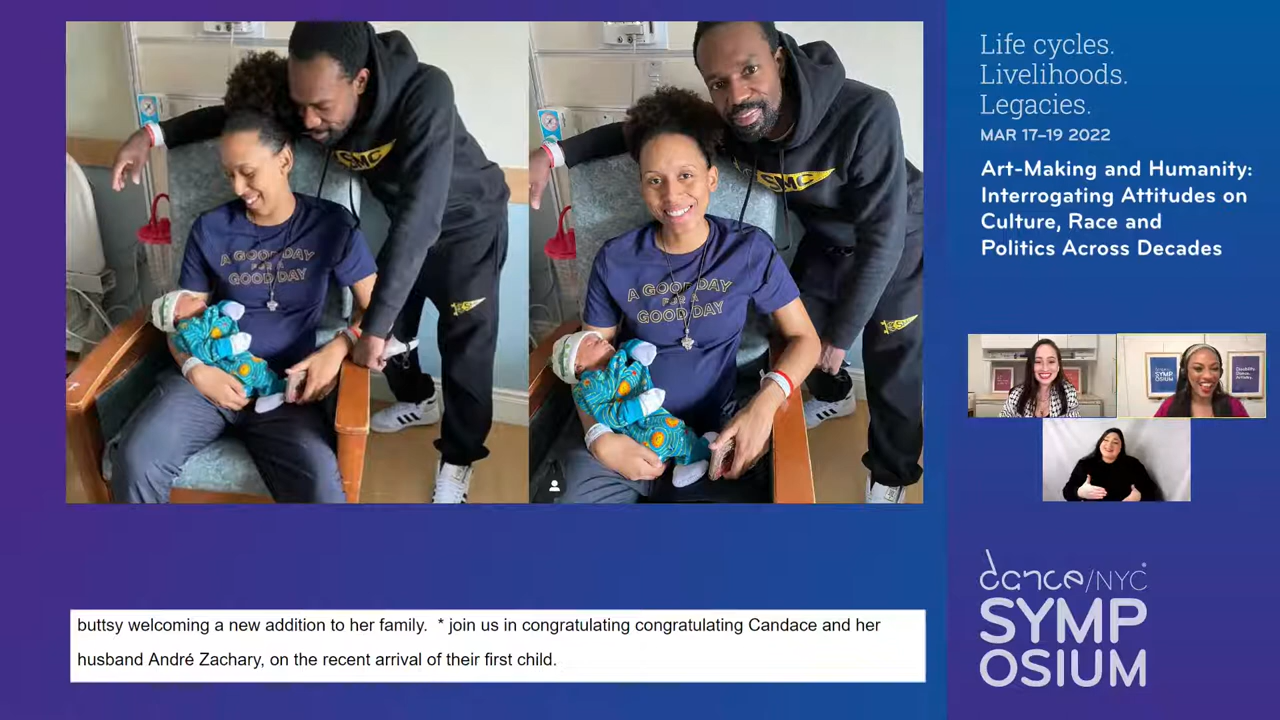 Life cycles.
Livelihoods.
Legacies.
MAR 17–19 2022
Art-Making and Humanity:
Interrogating Attitudes on
Culture, Race and
Politics Across Decades
SMC
A GOOD DAY
FOR A
GOOD DAY
SMC
A GOOD DAY
FOR A
GOOD DAY
SYMP
OSIUM
dance/NYC
SYMP
OSIUM
buttsy welcoming a new addition to her family. * join us in congratulating congratulating Candace and her
husband André Zachary, on the recent arrival of their first child.